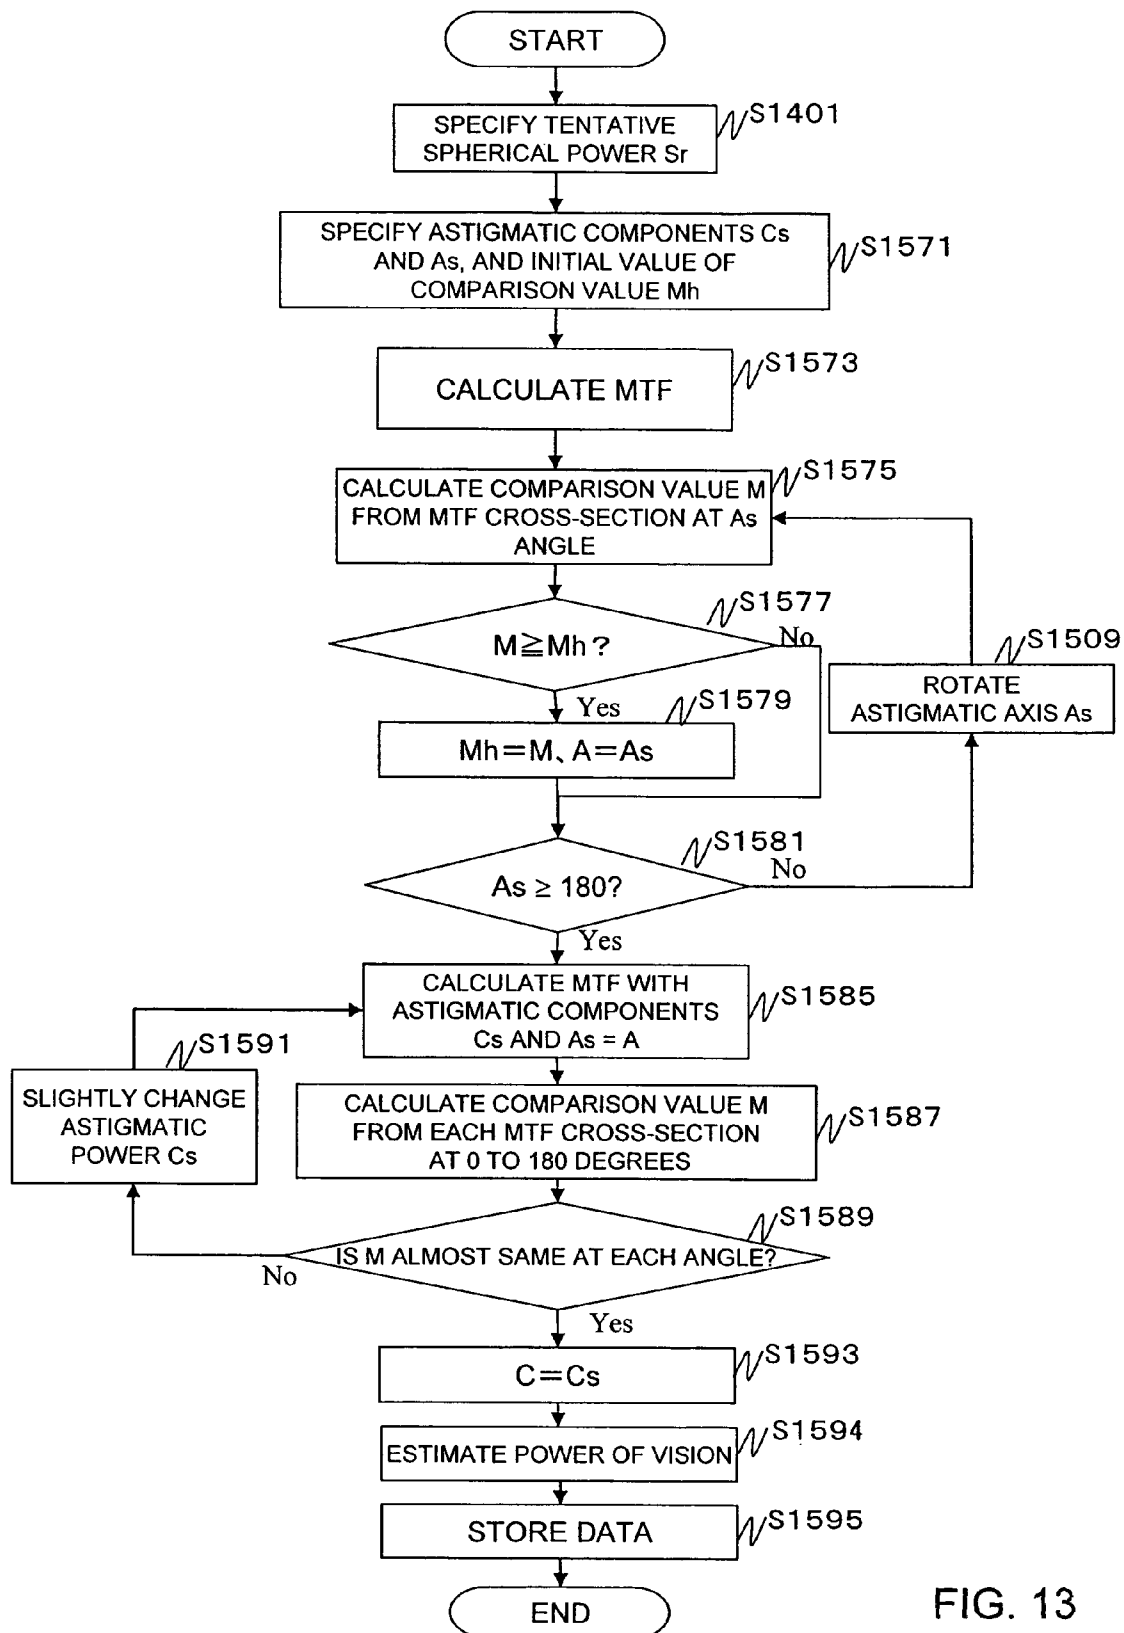 START
S1401
SPECIFY TENTATIVE
SPHERICAL POWER Sr
SPECIFY ASTIGMATIC COMPONENTS Cs
AND As, AND INITIAL VALUE OF
COMPARISON VALUE Mh
S1571
CALCULATE MTF
S1573
S1575
CALCULATE COMPARISON VALUE M
FROM MTF CROSS-SECTION AT As
ANGLE
S1577
M≧Mh?
No
S1509
ROTATE
ASTIGMATIC AXIS As
Yes
S1579
Mh=M、A=As
S1581
As ≥ 180?
No
Yes
CALCULATE MTF WITH
ASTIGMATIC COMPONENTS
Cs AND As = A
S1585
S1591
SLIGHTLY CHANGE
ASTIGMATIC
POWER Cs
CALCULATE COMPARISON VALUE M
FROM EACH MTF CROSS-SECTION
AT 0 TO 180 DEGREES
S1587
S1589
IS M ALMOST SAME AT EACH ANGLE?
No
Yes
C=Cs
S1593
ESTIMATE POWER OF VISION
S1594
STORE DATA
S1595
END
FIG. 13